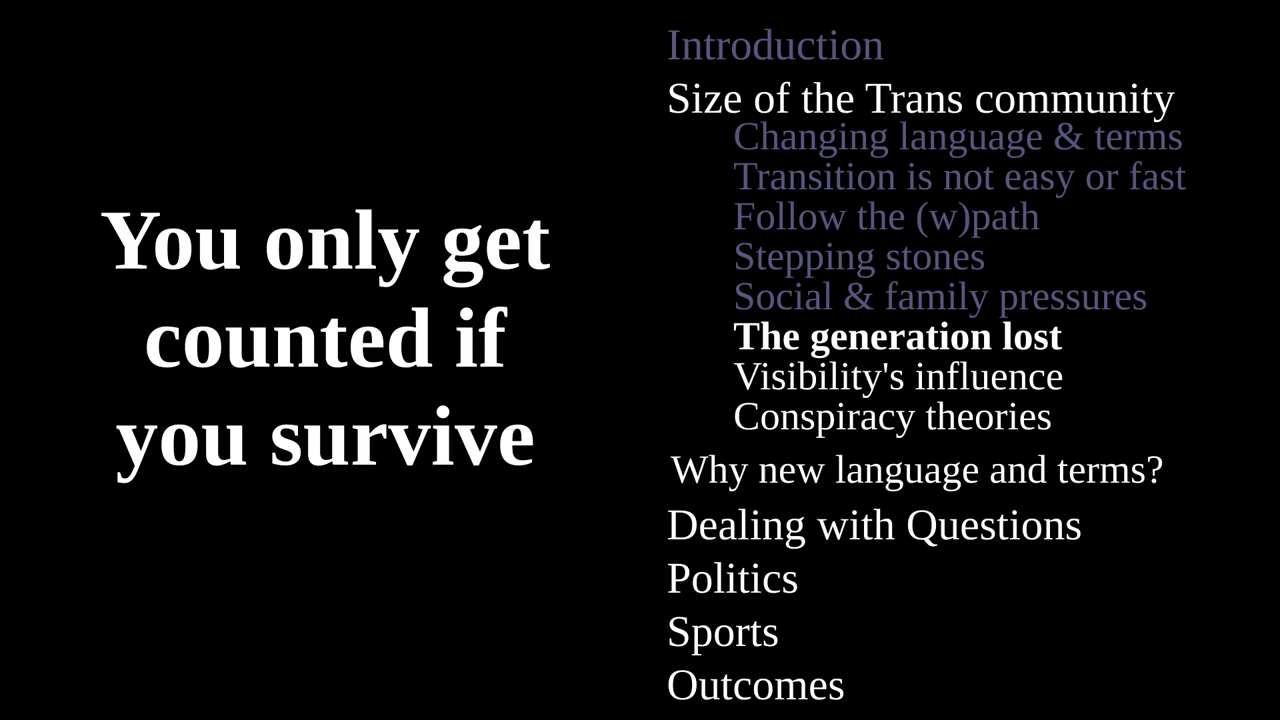 You only get
counted if
you survive
Introduction
Size of the Trans community
Changing language & terms
Transition is not easy or fast
Follow the (w)path
Stepping stones
Social & family pressures
The generation lost
Visibility's influence
Conspiracy theories
Why new language and terms?
Dealing with Questions
Politics
Sports
Outcomes